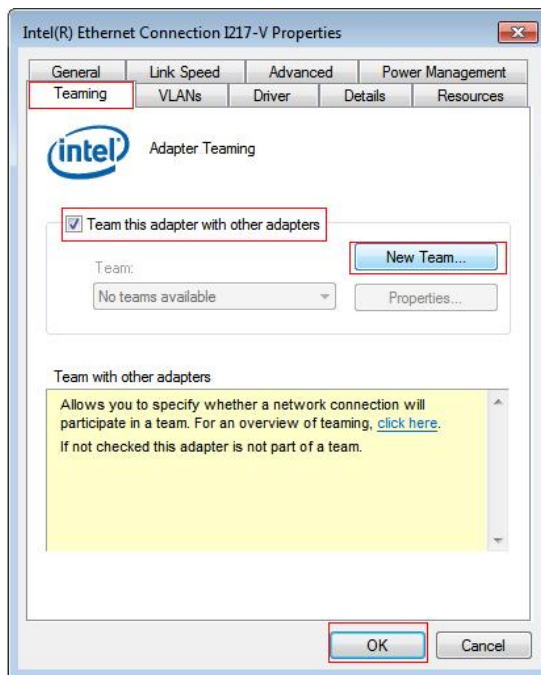 Intel(R) Ethernet Connection I217-V Properties
General
Link Speed
Advanced
Power Management
Teaming
VLANs
Driver
Details
Resources
intel
Adapter Teaming
Team this adapter with other adapters
New Team...
Team:
No teams available
Properties...
Team with other adapters
Allows you to specify whether a network connection will
participate in a team. For an overview of teaming, click here.
If not checked this adapter is not part of a team.
OK
Cancel